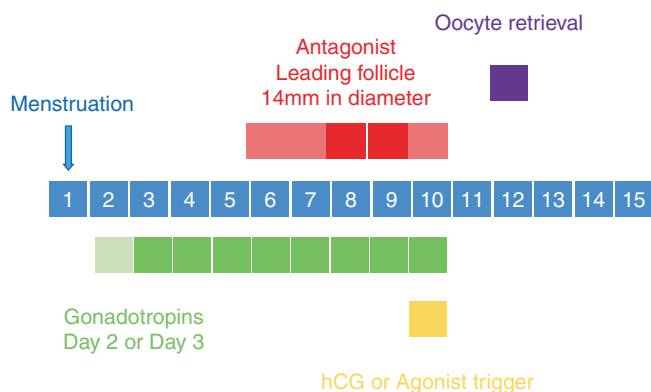 Oocyte retrieval
Antagonist
Leading follicle
14mm in diameter
Menstruation
1 2 3 4 5 6 7 8 9 10 11 12 13 14 15
Gonadotropins
Day 2 or Day 3
hCG or Agonist trigger